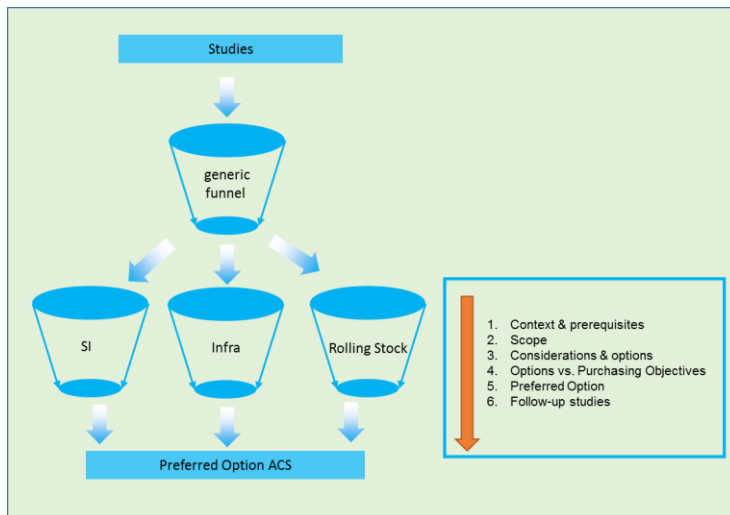 Studies
generic
funnel
SI
Infra
Rolling Stock
Preferred Option ACS
1. Context & prerequisites
2. Scope
3. Considerations & options
4. Options vs. Purchasing Objectives
5. Preferred Option
6. Follow-up studies